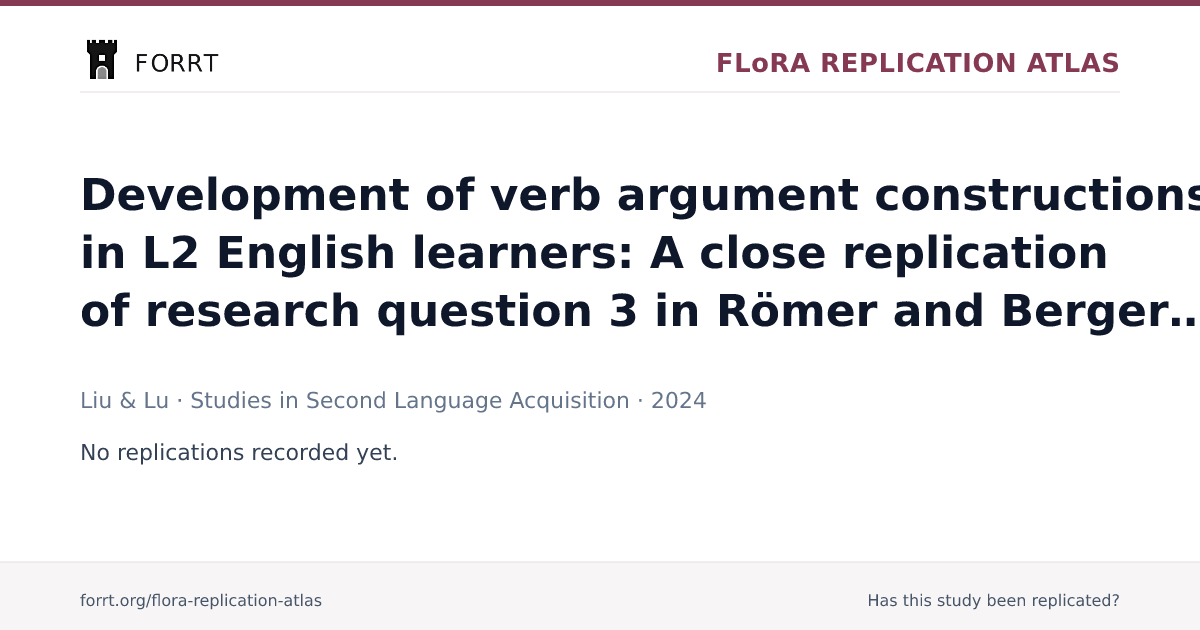 FORRT
FLoRA REPLICATION ATLAS
Development of verb argument constructions
in L2 English learners: A close replication
of research question 3 in Römer and Berger…
Liu & Lu · Studies in Second Language Acquisition · 2024
No replications recorded yet.
forrt.org/flora-replication-atlas
Has this study been replicated?